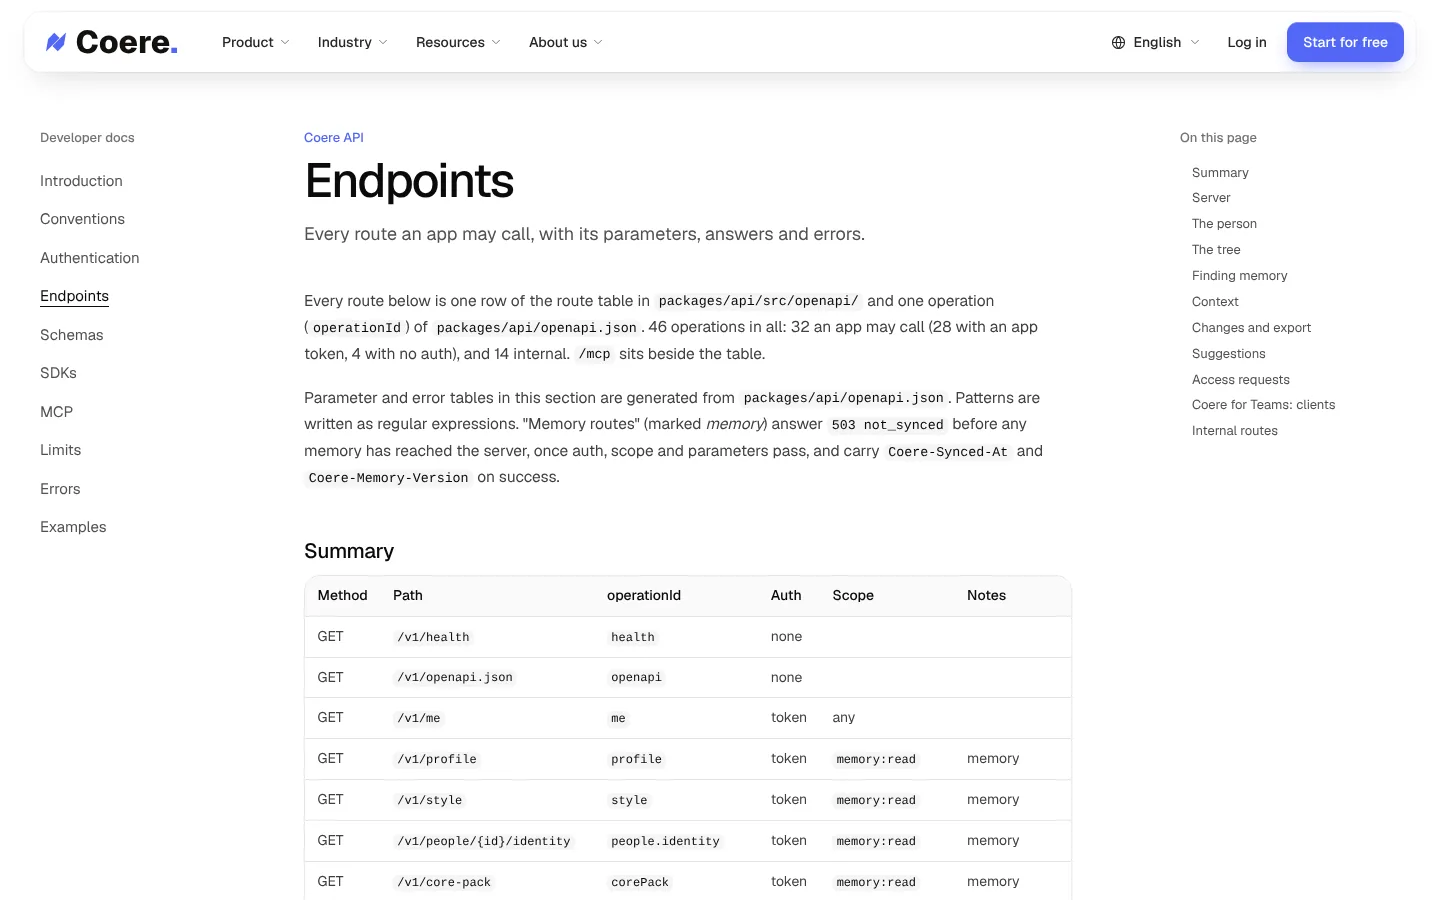 Coere.
Product
Industry
Resources
About us
English
Log in
Start for free
Developer docs
Introduction
Conventions
Authentication
Endpoints
Schemas
SDKs
MCP
Limits
Errors
Examples
Coere API
Endpoints
Every route an app may call, with its parameters, answers and errors.
Every route below is one row of the route table in packages/api/src/openapi/ and one operation
(operationId) of packages/api/openapi.json. 46 operations in all: 32 an app may call (28 with an app
token, 4 with no auth), and 14 internal. /mcp sits beside the table.
Parameter and error tables in this section are generated from packages/api/openapi.json. Patterns are
written as regular expressions. "Memory routes" (marked memory) answer 503 not_synced before any
memory has reached the server, once auth, scope and parameters pass, and carry Coere-Synced-At and
Coere-Memory-Version on success.
Summary
Method Path operationId Auth Scope Notes
GET /v1/health health none
GET /v1/openapi.json openapi none
GET /v1/me me token any
GET /v1/profile profile token memory:read memory
GET /v1/style style token memory:read memory
GET /v1/people/{id}/identity people.identity token memory:read memory
GET /v1/core-pack corePack token memory:read memory
On this page
Summary
Server
The person
The tree
Finding memory
Context
Changes and export
Suggestions
Access requests
Coere for Teams: clients
Internal routes